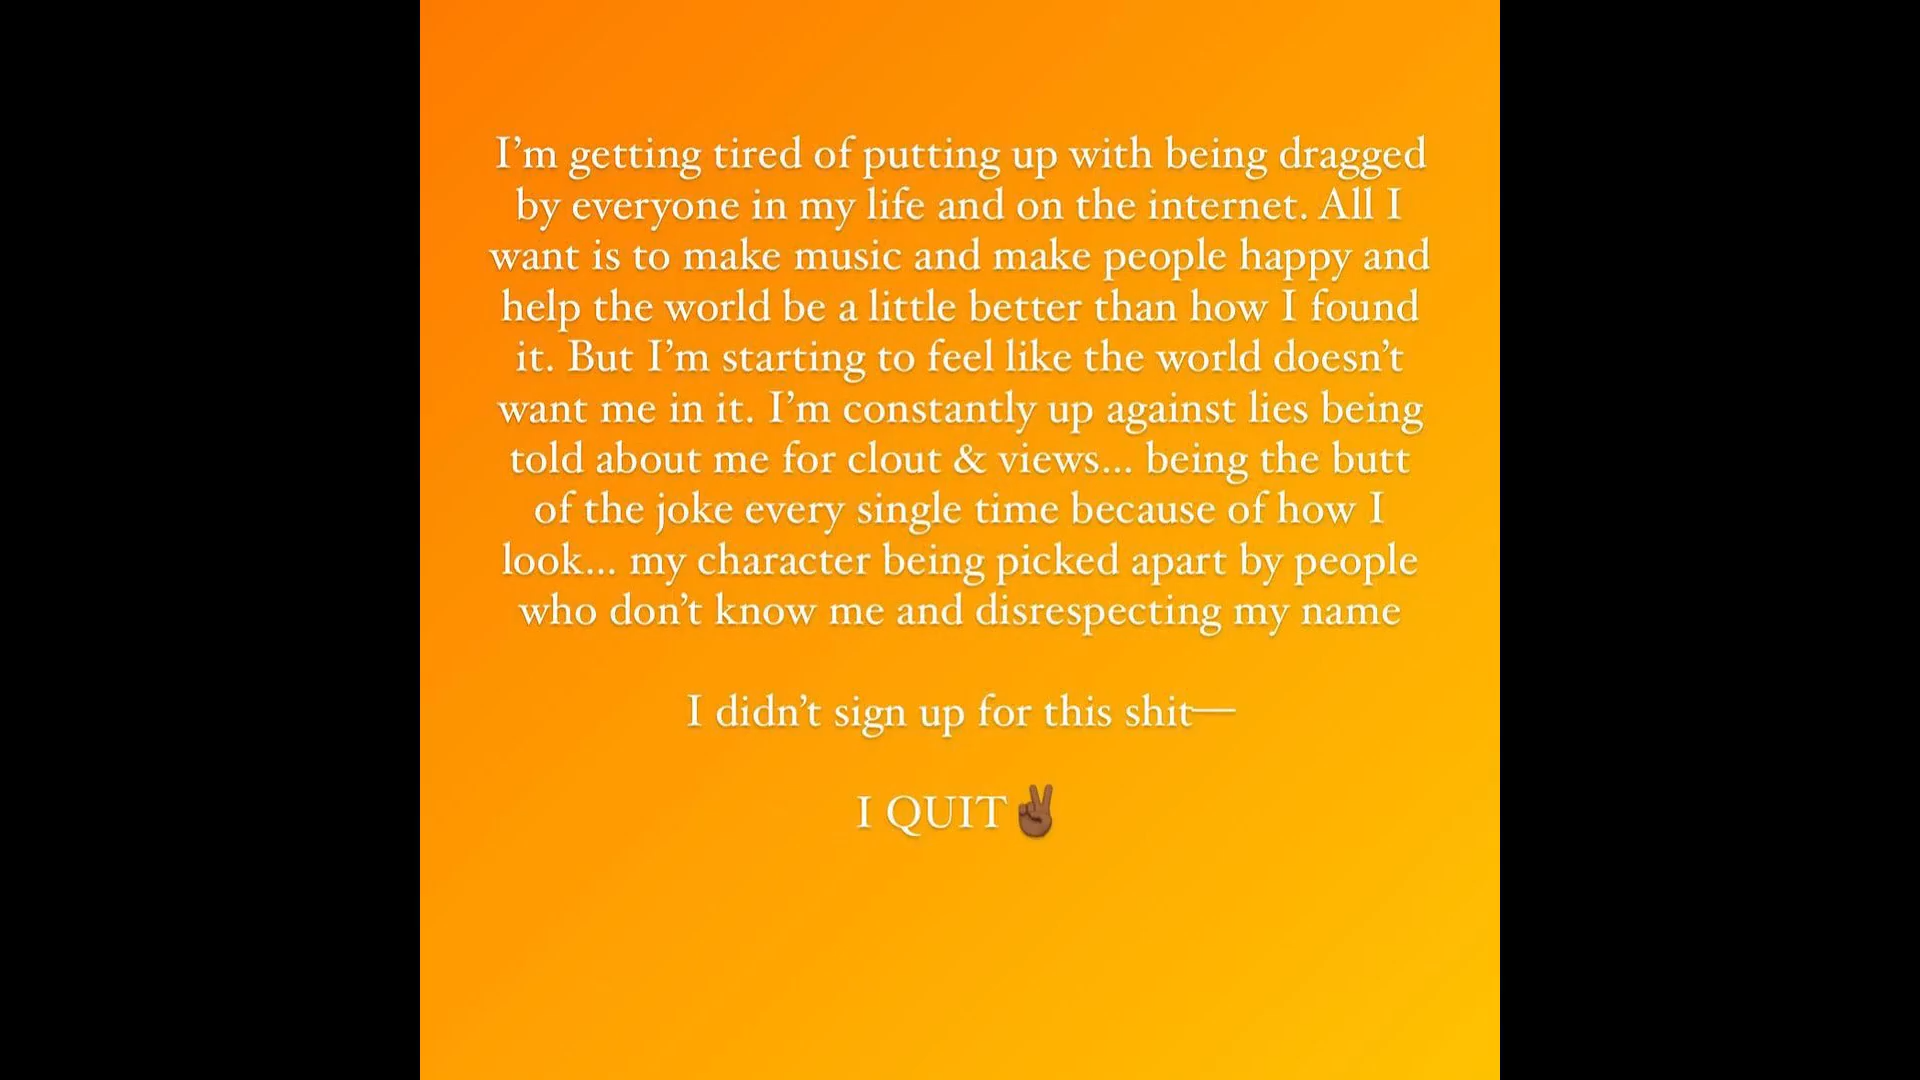 I’m getting tired of putting up with being dragged
by everyone in my life and on the internet. All I
want is to make music and make people happy and
help the world be a little better than how I found
it. But I’m starting to feel like the world doesn’t
want me in it. I’m constantly up against lies being
told about me for clout & views... being the butt
of the joke every single time because of how I
look... my character being picked apart by people
who don’t know me and disrespecting my name
I didn’t sign up for this shit—
I QUIT✌🏾